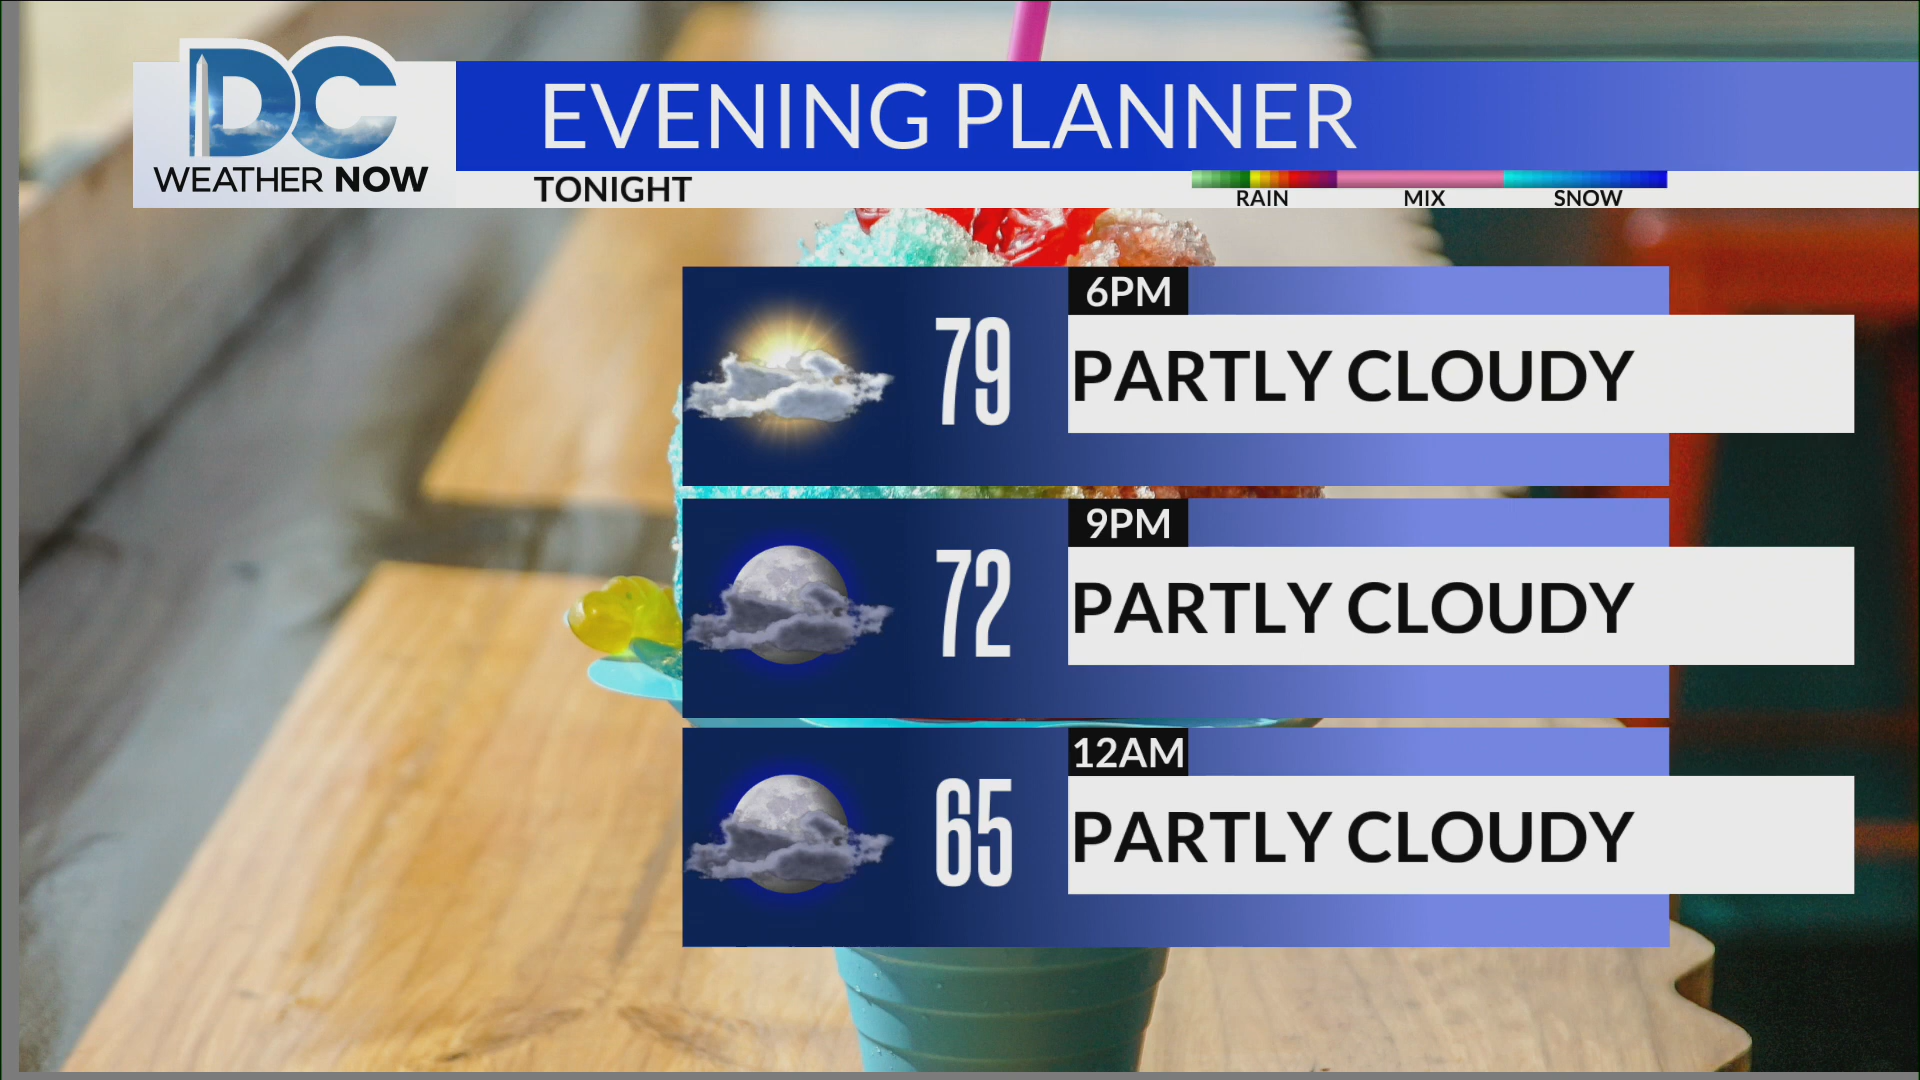 DC
WEATHER NOW
EVENING PLANNER
TONIGHT
RAIN MIX SNOW
6PM
79 PARTLY CLOUDY
9PM
72 PARTLY CLOUDY
12AM
65 PARTLY CLOUDY